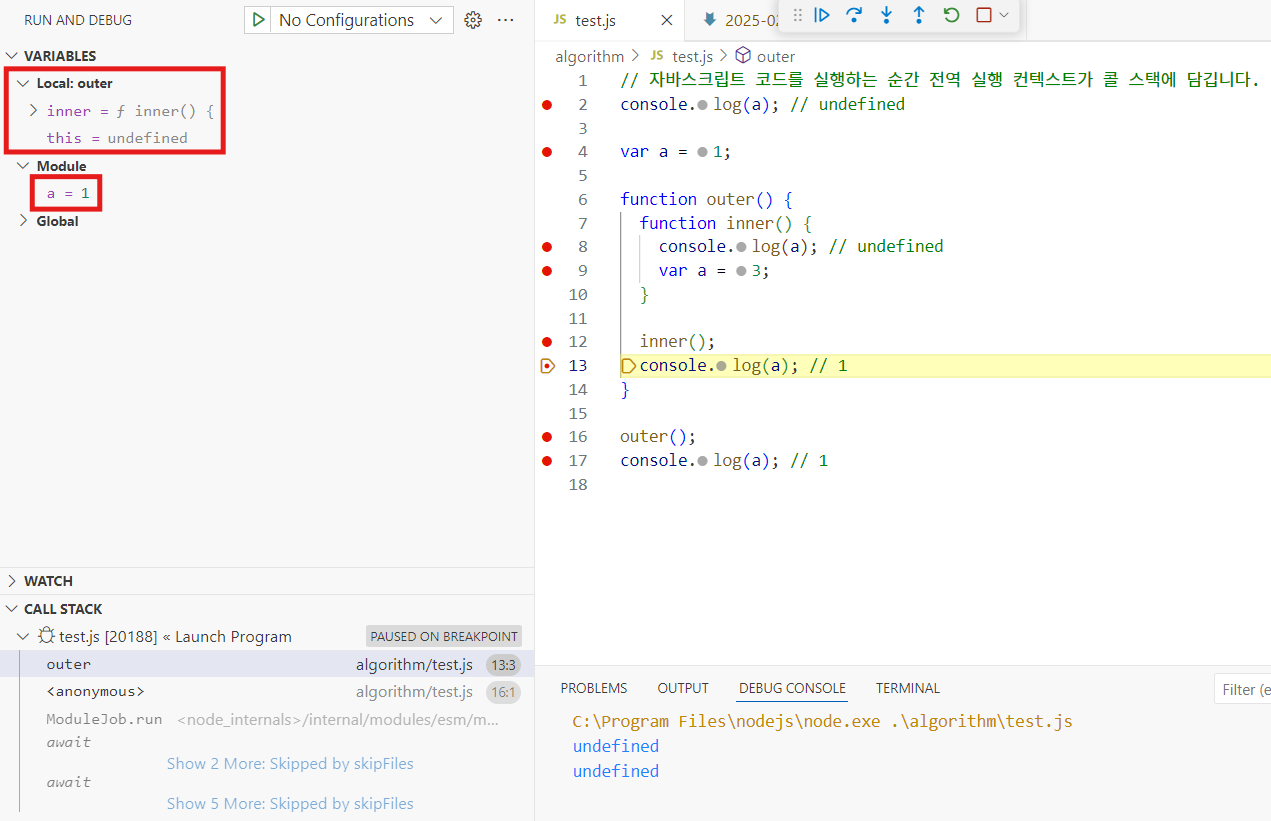 RUN AND DEBUG
No Configurations
VARIABLES
Local: outer
inner = ƒ inner() {
this = undefined
Module
a = 1
Global
WATCH
CALL STACK
test.js [20188] « Launch Program PAUSED ON BREAKPOINT
outer algorithm/test.js 13:3
<anonymous> algorithm/test.js 16:1
ModuleJob.run <node_internals>/internal/modules/esm/m...
await
Show 2 More: Skipped by skipFiles
await
Show 5 More: Skipped by skipFiles
JS test.js
algorithm > JS test.js > outer
1 // 자바스크립트 코드를 실행하는 순간 전역 실행 컨텍스트가 콜 스택에 담깁니다.
2 console.log(a); // undefined
3
4 var a = 1;
5
6 function outer() {
7 function inner() {
8 console.log(a); // undefined
9 var a = 3;
10 }
11
12 inner();
13 console.log(a); // 1
14 }
15
16 outer();
17 console.log(a); // 1
18
PROBLEMS OUTPUT DEBUG CONSOLE TERMINAL
Filter (e
C:\Program Files\nodejs\node.exe .\algorithm\test.js
undefined
undefined